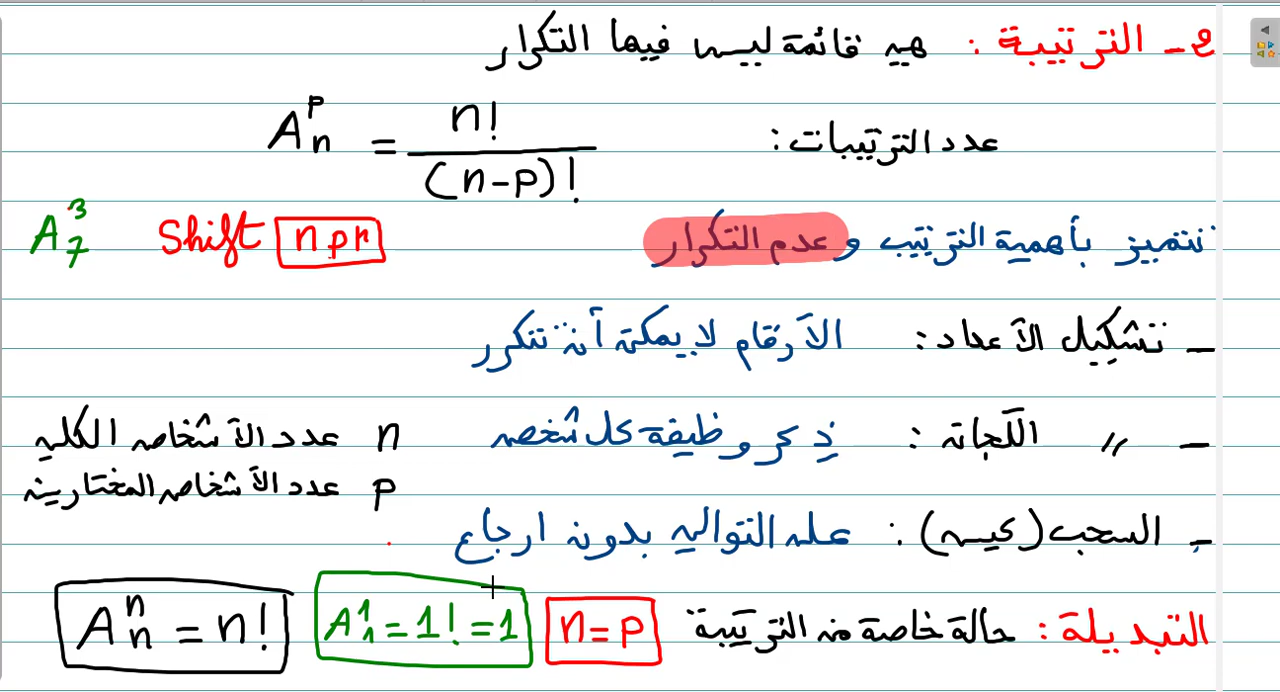 2- الترتيبة : هي قائمة ليس فيها التكرار
عدد الترتيبات : A_n^p = n! / (n-p)!
تتميز بأهمية الترتيب و عدم التكرار Shift nPr A_7^3
- تشكيل الأعداد : الأرقام لا يمكن أن تتكرر
- // اللجان : ذكر وظيفة كل شخص n عدد الأشخاص الكلي
p عدد الأشخاص المختارين
- السحب (كيس) : على التوالي بدون ارجاع
التبديلة : حالة خاصة من الترتيبة n=p A_1^1 = 1! = 1 A_n^n = n!